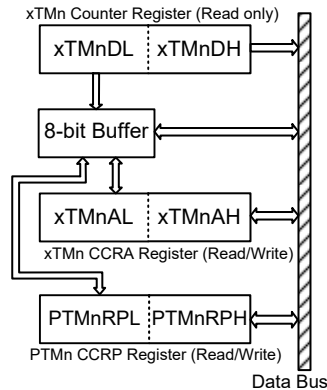 xTMn Counter Register (Read only)
xTMnDL xTMnDH
8-bit Buffer
xTMnAL xTMnAH
xTMn CCRA Register (Read/Write)
PTMnRPL PTMnRPH
PTMn CCRP Register (Read/Write)
Data Bus